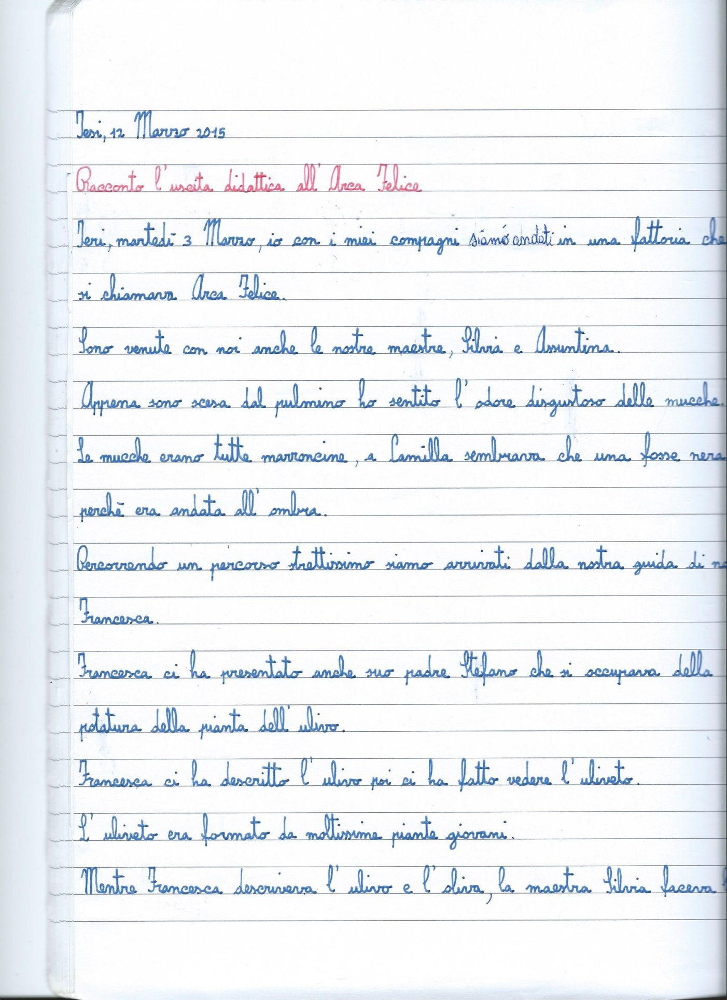 Jesi, 12 Marzo 2015
Racconto l'uscita didattica all'Arca Felice
Ieri, martedì 3 Marzo, io con i miei compagni siamo andati in una fattoria che
si chiamava Arca Felice.
Sono venute con noi anche le nostre maestre, Silvia e Assuntina.
Appena sono scesa dal pulmino ho sentito l'odore disgustoso delle mucche.
Le mucche erano tutte marroncine, a Camilla sembrava che una fosse nera
perchè era andata all'ombra.
Percorrendo un percorso strettissimo siamo arrivati dalla nostra guida di
Francesca.
Francesca ci ha presentato anche suo padre Stefano che si occupava della
potatura della pianta dell'ulivo.
Francesca ci ha descritto l'ulivo poi ci ha fatto vedere l'uliveto.
L'uliveto era formato da moltissime piante giovani.
Mentre Francesca descriveva l'ulivo e l'oliva, la maestra Silvia faceva